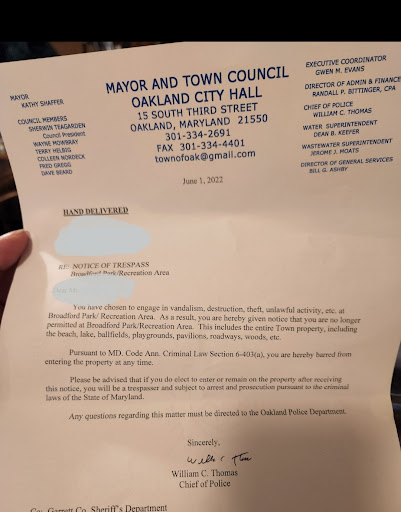 MAYOR
KATHY SHAFFER
COUNCIL MEMBERS
SHERWIN TEAGARDEN
Council President
WAYNE MOWBRAY
TERRY HELBIG
COLLEEN NORDECK
FRED GREGG
DAVE BEARD
MAYOR AND TOWN COUNCIL
OAKLAND CITY HALL
15 SOUTH THIRD STREET
OAKLAND, MARYLAND 21550
301-334-2691
FAX 301-334-4401
townofoak@gmail.com
EXECUTIVE COORDINATOR
GWEN M. EVANS
DIRECTOR OF ADMIN & FINANCE
RANDALL P. BITTINGER, CPA
CHIEF OF POLICE
WILLIAM C. THOMAS
WATER SUPERINTENDENT
DEAN B. KEEFER
WASTEWATER SUPERINTENDENT
JEROME J. MOATS
DIRECTOR OF GENERAL SERVICES
BILL G. ASHBY
June 1, 2022
HAND DELIVERED
RE: NOTICE OF TRESPASS
Broadford Park/Recreation Area
You have chosen to engage in vandalism, destruction, theft, unlawful activity, etc. at
Broadford Park/ Recreation Area. As a result, you are hereby given notice that you are no longer
permitted at Broadford Park/Recreation Area. This includes the entire Town property, including
the beach, lake, ballfields, playgrounds, pavilions, roadways, woods, etc.
Pursuant to MD. Code Ann. Criminal Law Section 6-403(a), you are hereby barred from
entering the property at any time.
Please be advised that if you do elect to enter or remain on the property after receiving
this notice, you will be a trespasser and subject to arrest and prosecution pursuant to the criminal
laws of the State of Maryland.
Any questions regarding this matter must be directed to the Oakland Police Department.
Sincerely,
William C. Thomas
Chief of Police
Cc: Garrett Co. Sheriff's Department